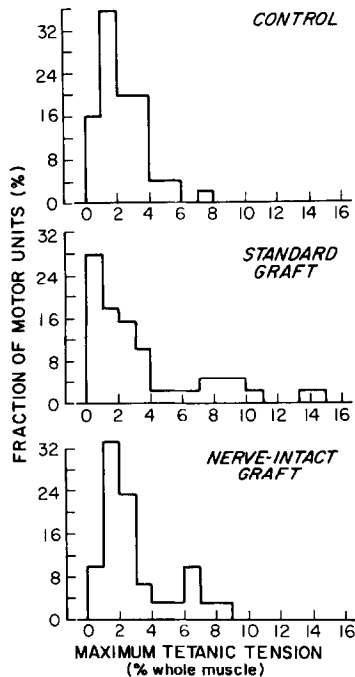 CONTROL
32
24
16
8
0
0 2 4 6 8 10 12 14 16
STANDARD
GRAFT
32
24
16
8
0
0 2 4 6 8 10 12 14 16
NERVE-INTACT
GRAFT
32
24
16
8
0
0 2 4 6 8 10 12 14 16
FRACTION OF MOTOR UNITS (%)
MAXIMUM TETANIC TENSION
(% whole muscle)